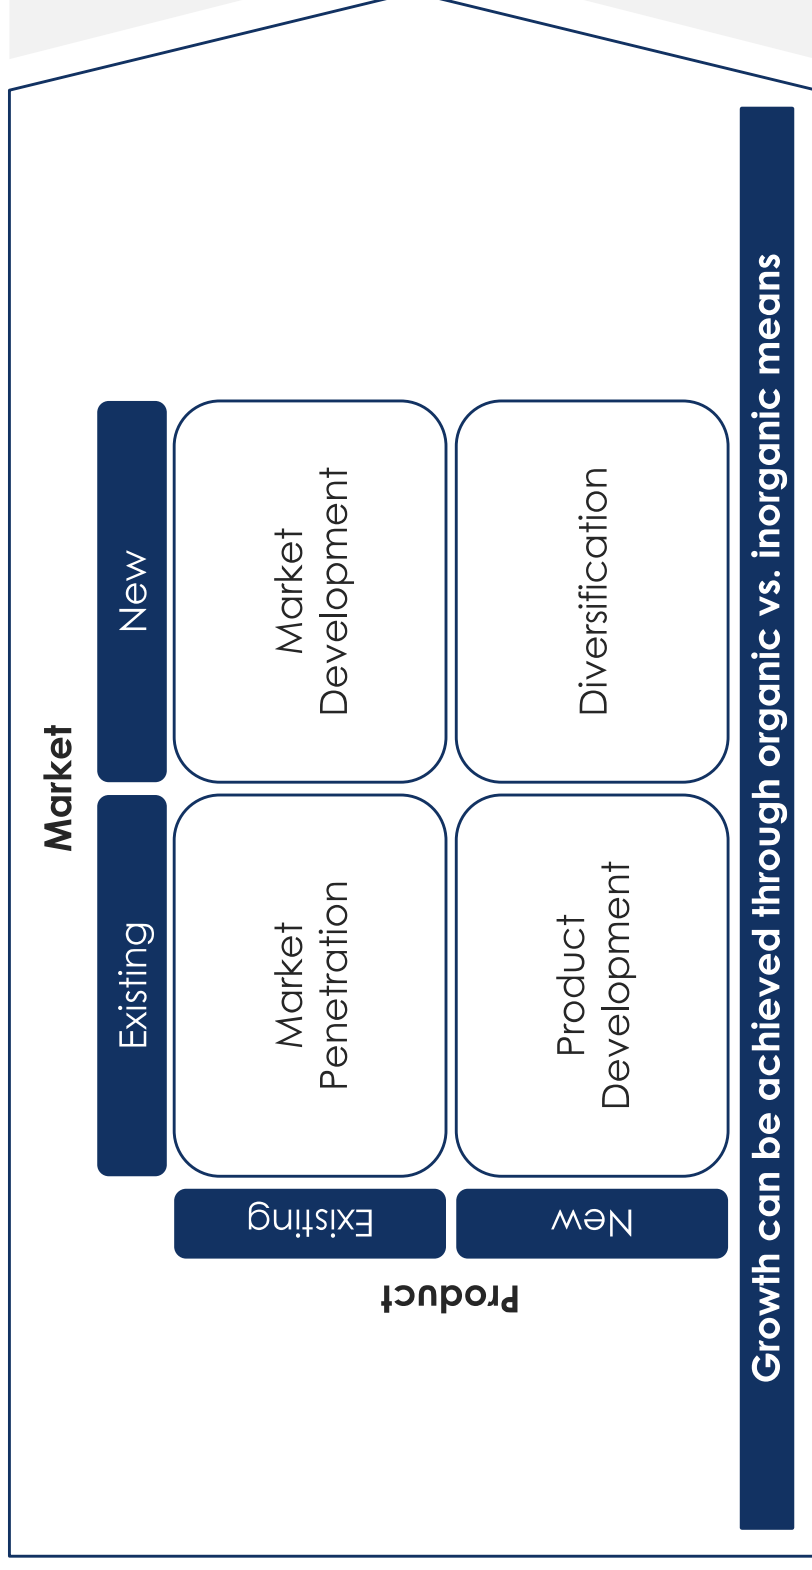 Market
Existing
New
Product
Existing
Market
Penetration
Market
Development
New
Product
Development
Diversification
Growth can be achieved through organic vs. inorganic means